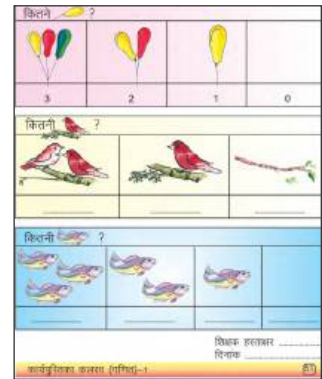 कितने ?
3 2 1 0
कितनी ?
कितनी ?
शिक्षक हस्ताक्षर
दिनांक
कार्यपुस्तिका कलरव (गणित)–1